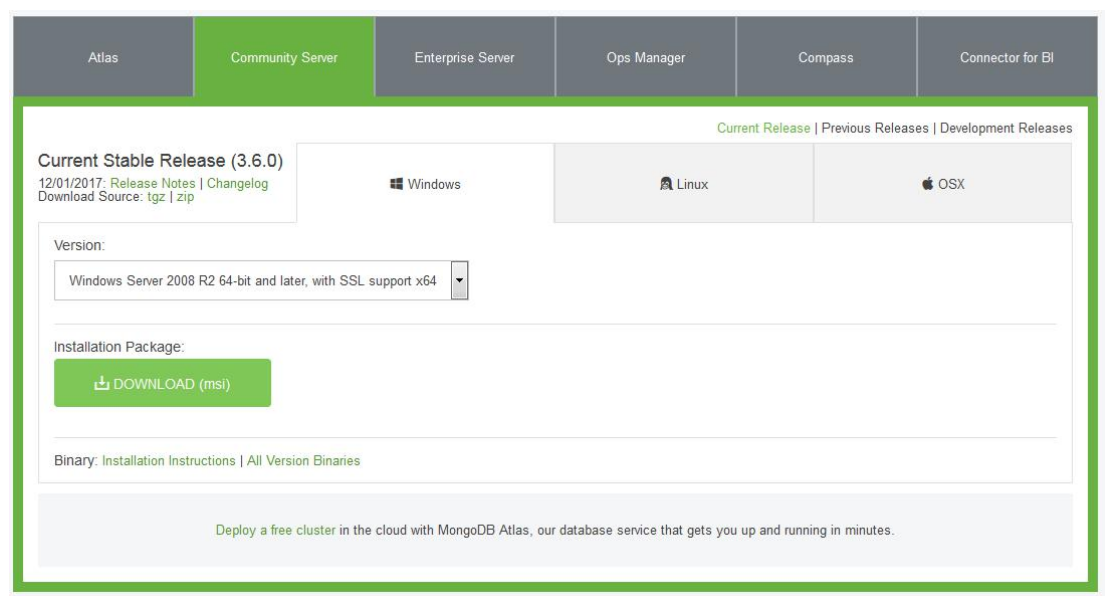 Atlas
Community Server
Enterprise Server
Ops Manager
Compass
Connector for BI
Current Release | Previous Releases | Development Releases
Current Stable Release (3.6.0)
12/01/2017: Release Notes | Changelog
Download Source: tgz | zip
Windows
Linux
OSX
Version:
Windows Server 2008 R2 64-bit and later, with SSL support x64
Installation Package:
DOWNLOAD (msi)
Binary: Installation Instructions | All Version Binaries
Deploy a free cluster in the cloud with MongoDB Atlas, our database service that gets you up and running in minutes.